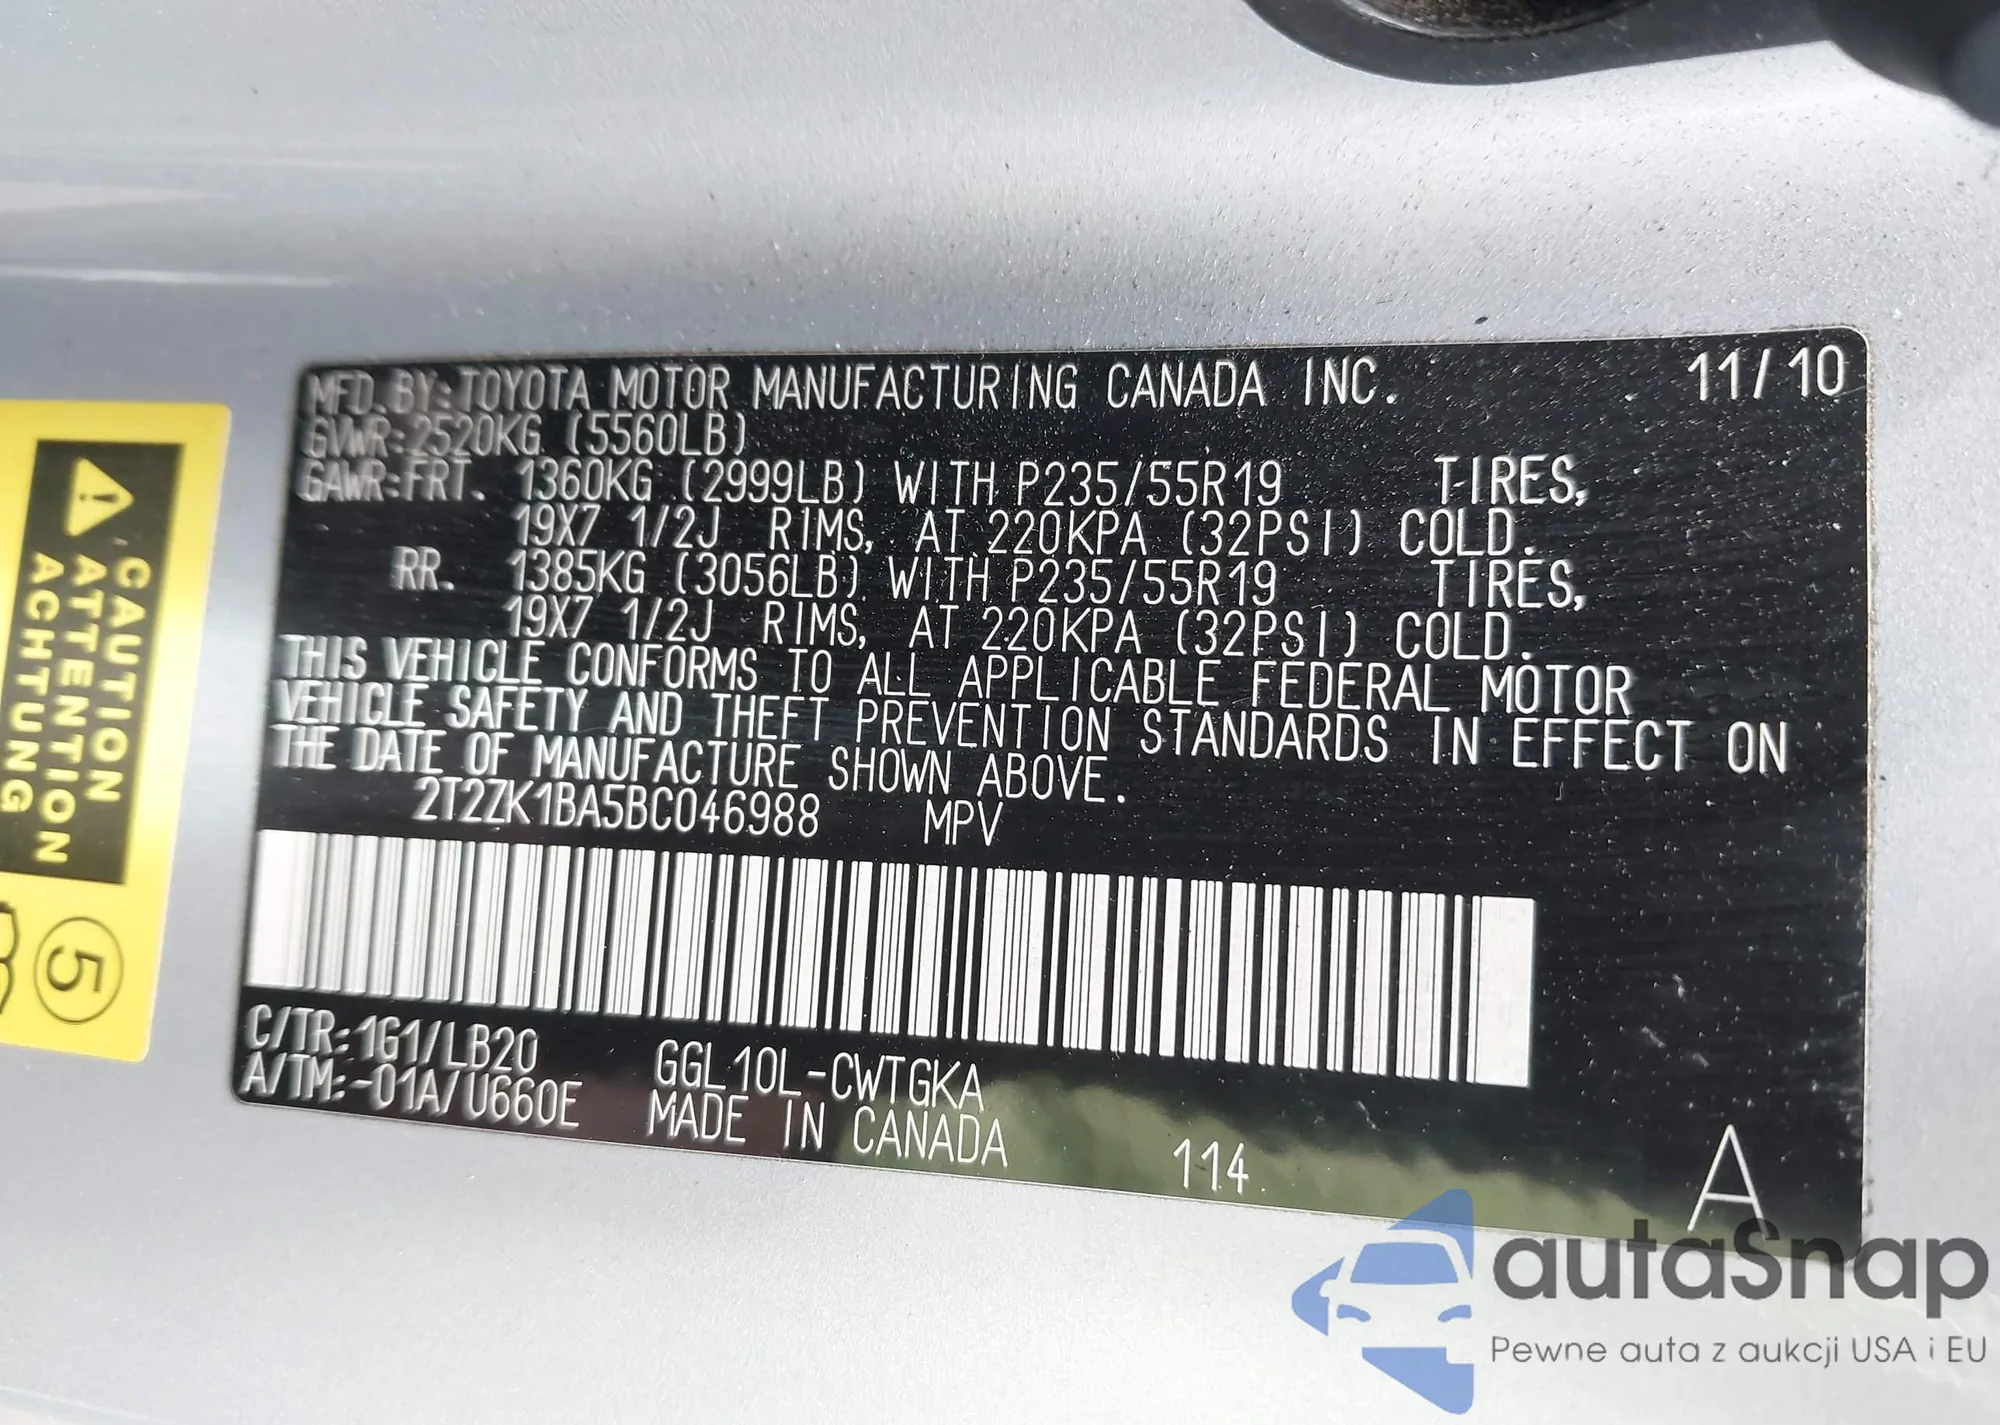 MFD. BY: TOYOTA MOTOR MANUFACTURING CANADA INC. 11/10
GVWR: 2520KG (5560LB)
GAWR: FRT. 1360KG (2999LB) WITH P235/55R19 TIRES,
19X7 1/2J RIMS, AT 220KPA (32PSI) COLD.
RR. 1385KG (3056LB) WITH P235/55R19 TIRES,
19X7 1/2J RIMS, AT 220KPA (32PSI) COLD.
THIS VEHICLE CONFORMS TO ALL APPLICABLE FEDERAL MOTOR
VEHICLE SAFETY AND THEFT PREVENTION STANDARDS IN EFFECT ON
THE DATE OF MANUFACTURE SHOWN ABOVE.
2T2ZK1BA5BC046988 MPV
C/TR: 1G1/LB20 GGL10L-CWTGKA
A/TM: -01A/U660E MADE IN CANADA 114 A
CAUTION
ATTENTION
ACHTUNG
5
autaSnap
Pewne auta z aukcji USA i EU